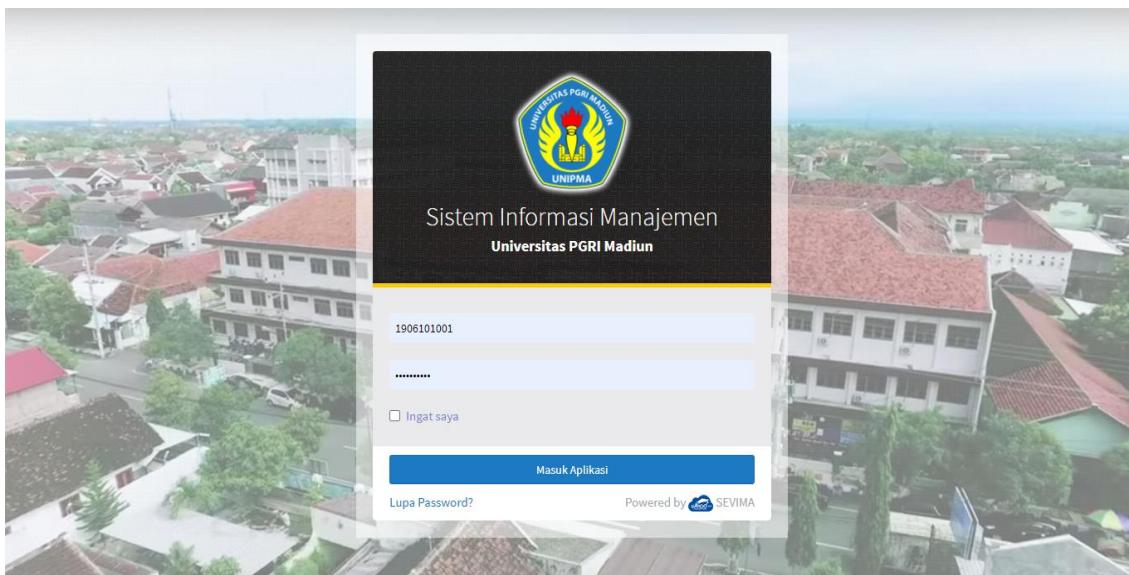 UNIVERSITAS PGRI MADIUN
UNIPMA
Sistem Informasi Manajemen
Universitas PGRI Madiun
1906101001
••••••••••
Ingat saya
Masuk Aplikasi
Lupa Password?
Powered by SEVIMA